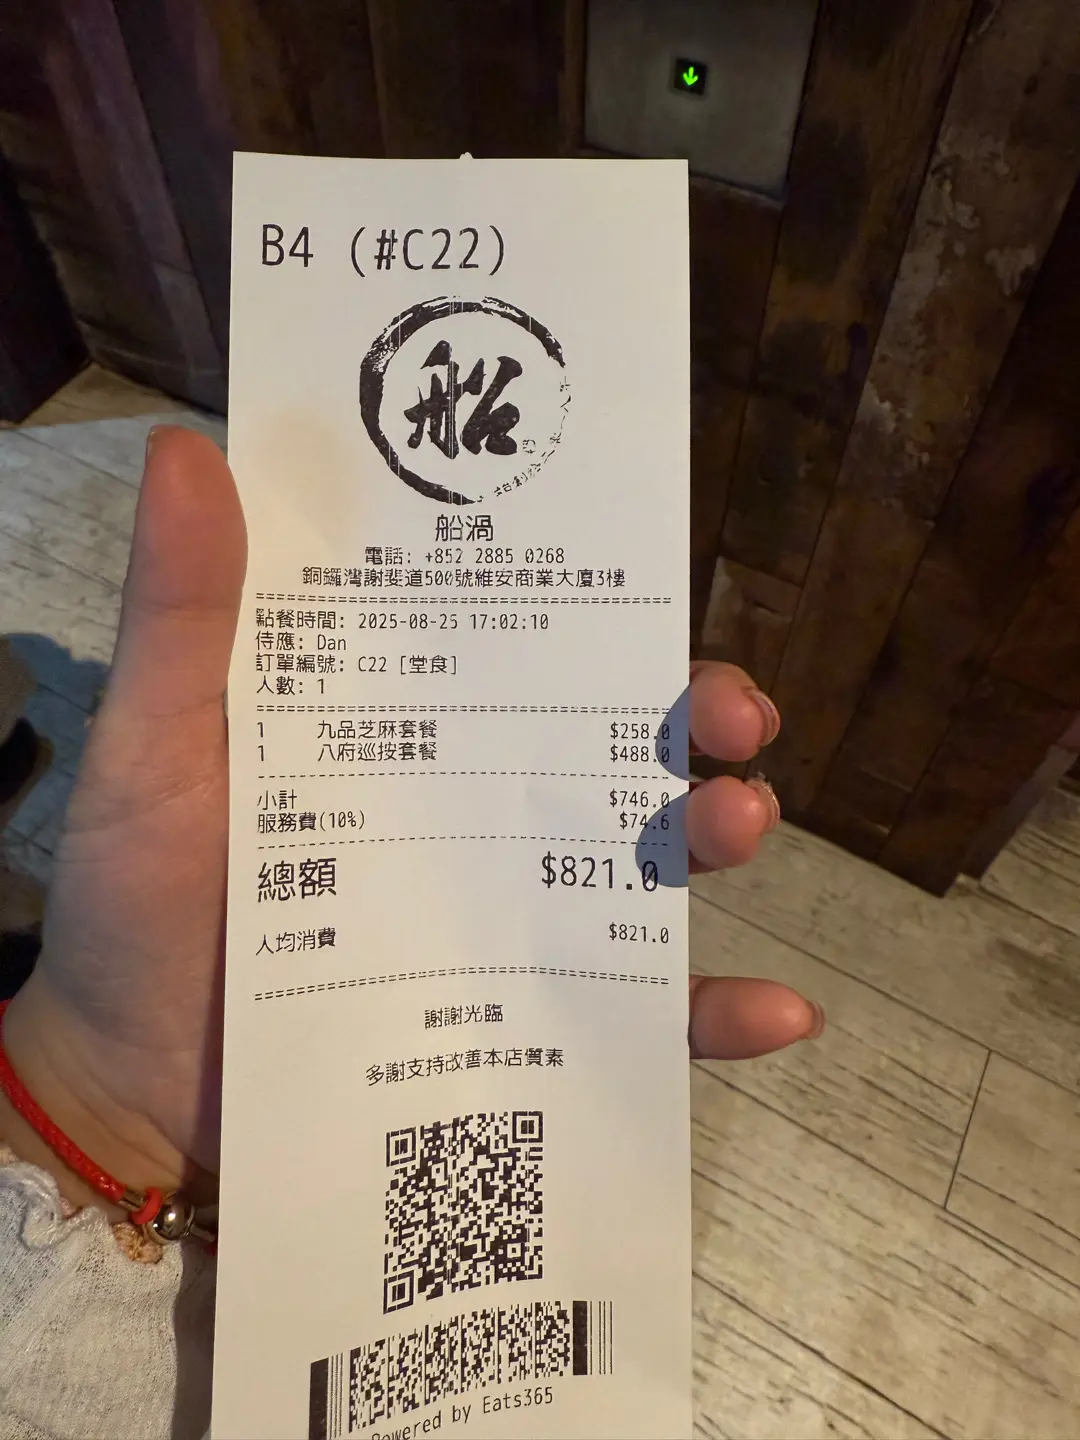 B4 (#C22)
船
船渦
電話: +852 2885 0268
銅鑼灣謝斐道500號維安商業大廈3樓
點餐時間: 2025-08-25 17:02:10
侍應: Dan
訂單編號: C22 [堂食]
人數: 1
1 九品芝麻套餐 $258.0
1 八府巡按套餐 $488.0
小計 $746.0
服務費(10%) $74.6
總額 $821.0
人均消費 $821.0
謝謝光臨
多謝支持改善本店質素
Powered by Eats365